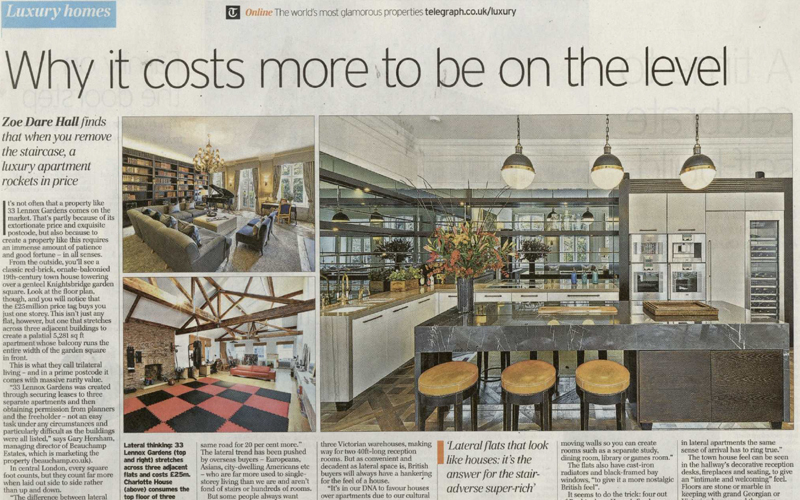 Luxury homes
Online The world's most glamorous properties telegraph.co.uk/luxury
Why it costs more to be on the level
Zoe Dare Hall finds
that when you remove
the staircase, a
luxury apartment
rockets in price
It's not often that a property like
33 Lennox Gardens comes on the
market. That's partly because of its
extortionate price and exquisite
postcode, but also because to
create a property like this requires
an immense amount of patience
and good fortune – in all senses.
From the outside, you'll see a
classic red-brick, ornate-balconied
19th-century town house towering
over a genteel Knightsbridge garden
square. Look at the floor plan,
though, and you will notice that
the £25million price tag buys you
just one storey. This isn't just any
flat, however, but one that stretches
across three adjacent buildings to
create a palatial 5,281 sq ft
apartment whose balcony runs the
entire width of the garden square
in front.
This is what they call trilateral
living – and in a prime postcode it
comes with massive rarity value.
"33 Lennox Gardens was created
through securing leases to three
separate apartments and then
obtaining permission from planners
and the freeholder – not an easy
task under any circumstances and
particularly difficult as the buildings
were all listed," says Gary Hersham,
managing director of Beauchamp
Estates, which is marketing the
property (beauchamp.co.uk).
In central London, every square
foot counts, but they count far more
when laid out side to side rather
than up and down.
"The difference between lateral
Lateral thinking: 33
Lennox Gardens (top
and right) stretches
across three adjacent
flats and costs £25m.
Charlotte House
(above) consumes the
top floor of three
same road for 20 per cent more."
The lateral trend has been pushed
by overseas buyers – Europeans,
Asians, city-dwelling Americans etc
– who are far more used to single-
storey living than we are and aren't
fond of stairs or hundreds of rooms.
But some people always want
three Victorian warehouses, making
way for two 40ft-long reception
rooms. But as convenient and
decadent as lateral space is, British
buyers will always have a hankering
for the feel of a house.
"It's in our DNA to favour houses
over apartments due to our cultural
'Lateral flats that look
like houses: it's the
answer for the stair-
adverse super-rich'
moving walls so you can create
rooms such as a separate study,
dining room, library or games room."
The flats also have cast-iron
radiators and black-framed bay
windows, "to give it a more nostalgic
British feel".
It seems to do the trick: four out
in lateral apartments the same
sense of arrival has to ring true."
The town house feel can be seen
in the hallway's decorative reception
desks, fireplaces and seating, to give
an "intimate and welcoming" feel.
Floors are stone or marble in
keeping with grand Georgian or